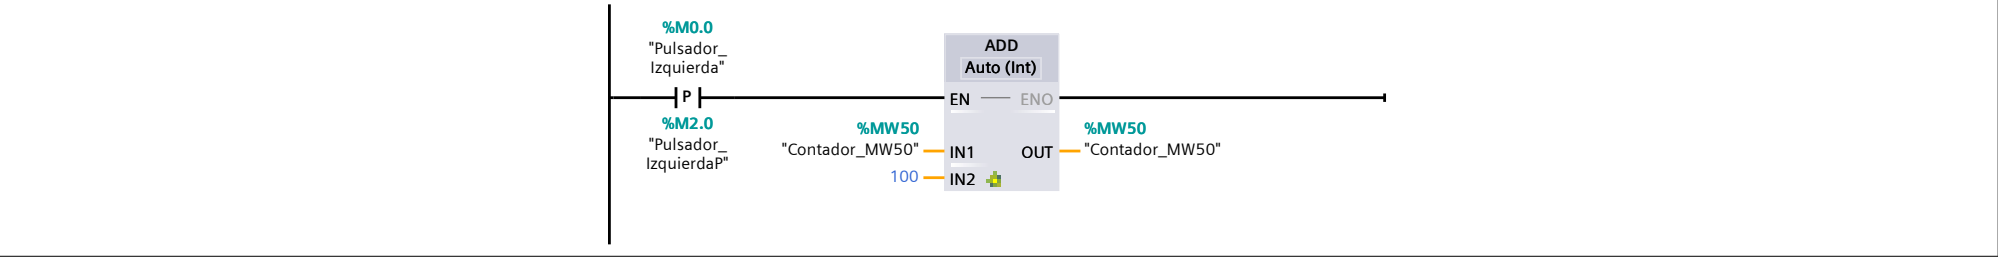 %M0.0
"Pulsador_
Izquierda"
P
%M2.0
"Pulsador_
IzquierdaP"
ADD
Auto (Int)
EN
ENO
%MW50
"Contador_MW50"
IN1
100
IN2
OUT
%MW50
"Contador_MW50"